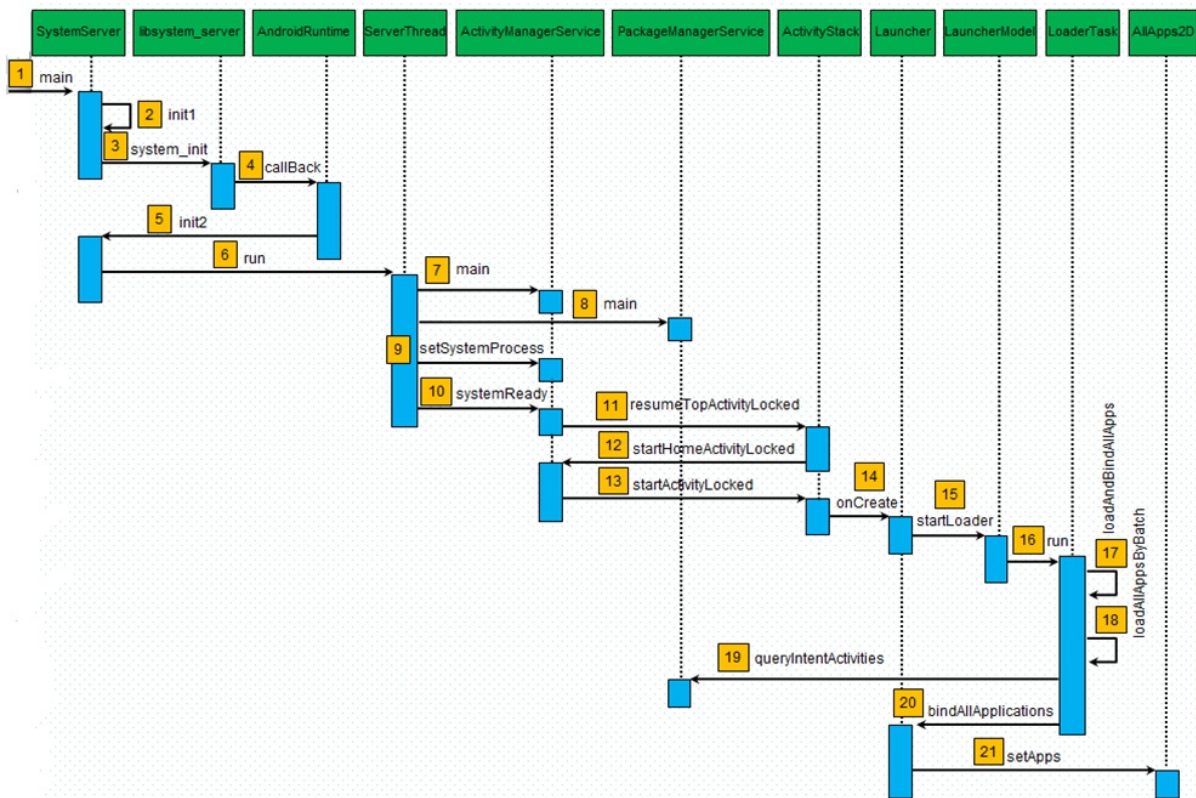 SystemServer
libsystem_server
AndroidRuntime
ServerThread
ActivityManagerService
PackageManagerService
ActivityStack
Launcher
LauncherModel
LoaderTask
AllApps2D
1 main
2 init1
3 system_init
4 callBack
5 init2
6 run
7 main
8 main
9 setSystemProcess
10 systemReady
11 resumeTopActivityLocked
12 startHomeActivityLocked
13 startActivityLocked
14 onCreate
15 startLoader
16 run
17 loadAndBindAllApps
18 loadAllAppsByBatch
19 queryIntentActivities
20 bindAllApplications
21 setApps